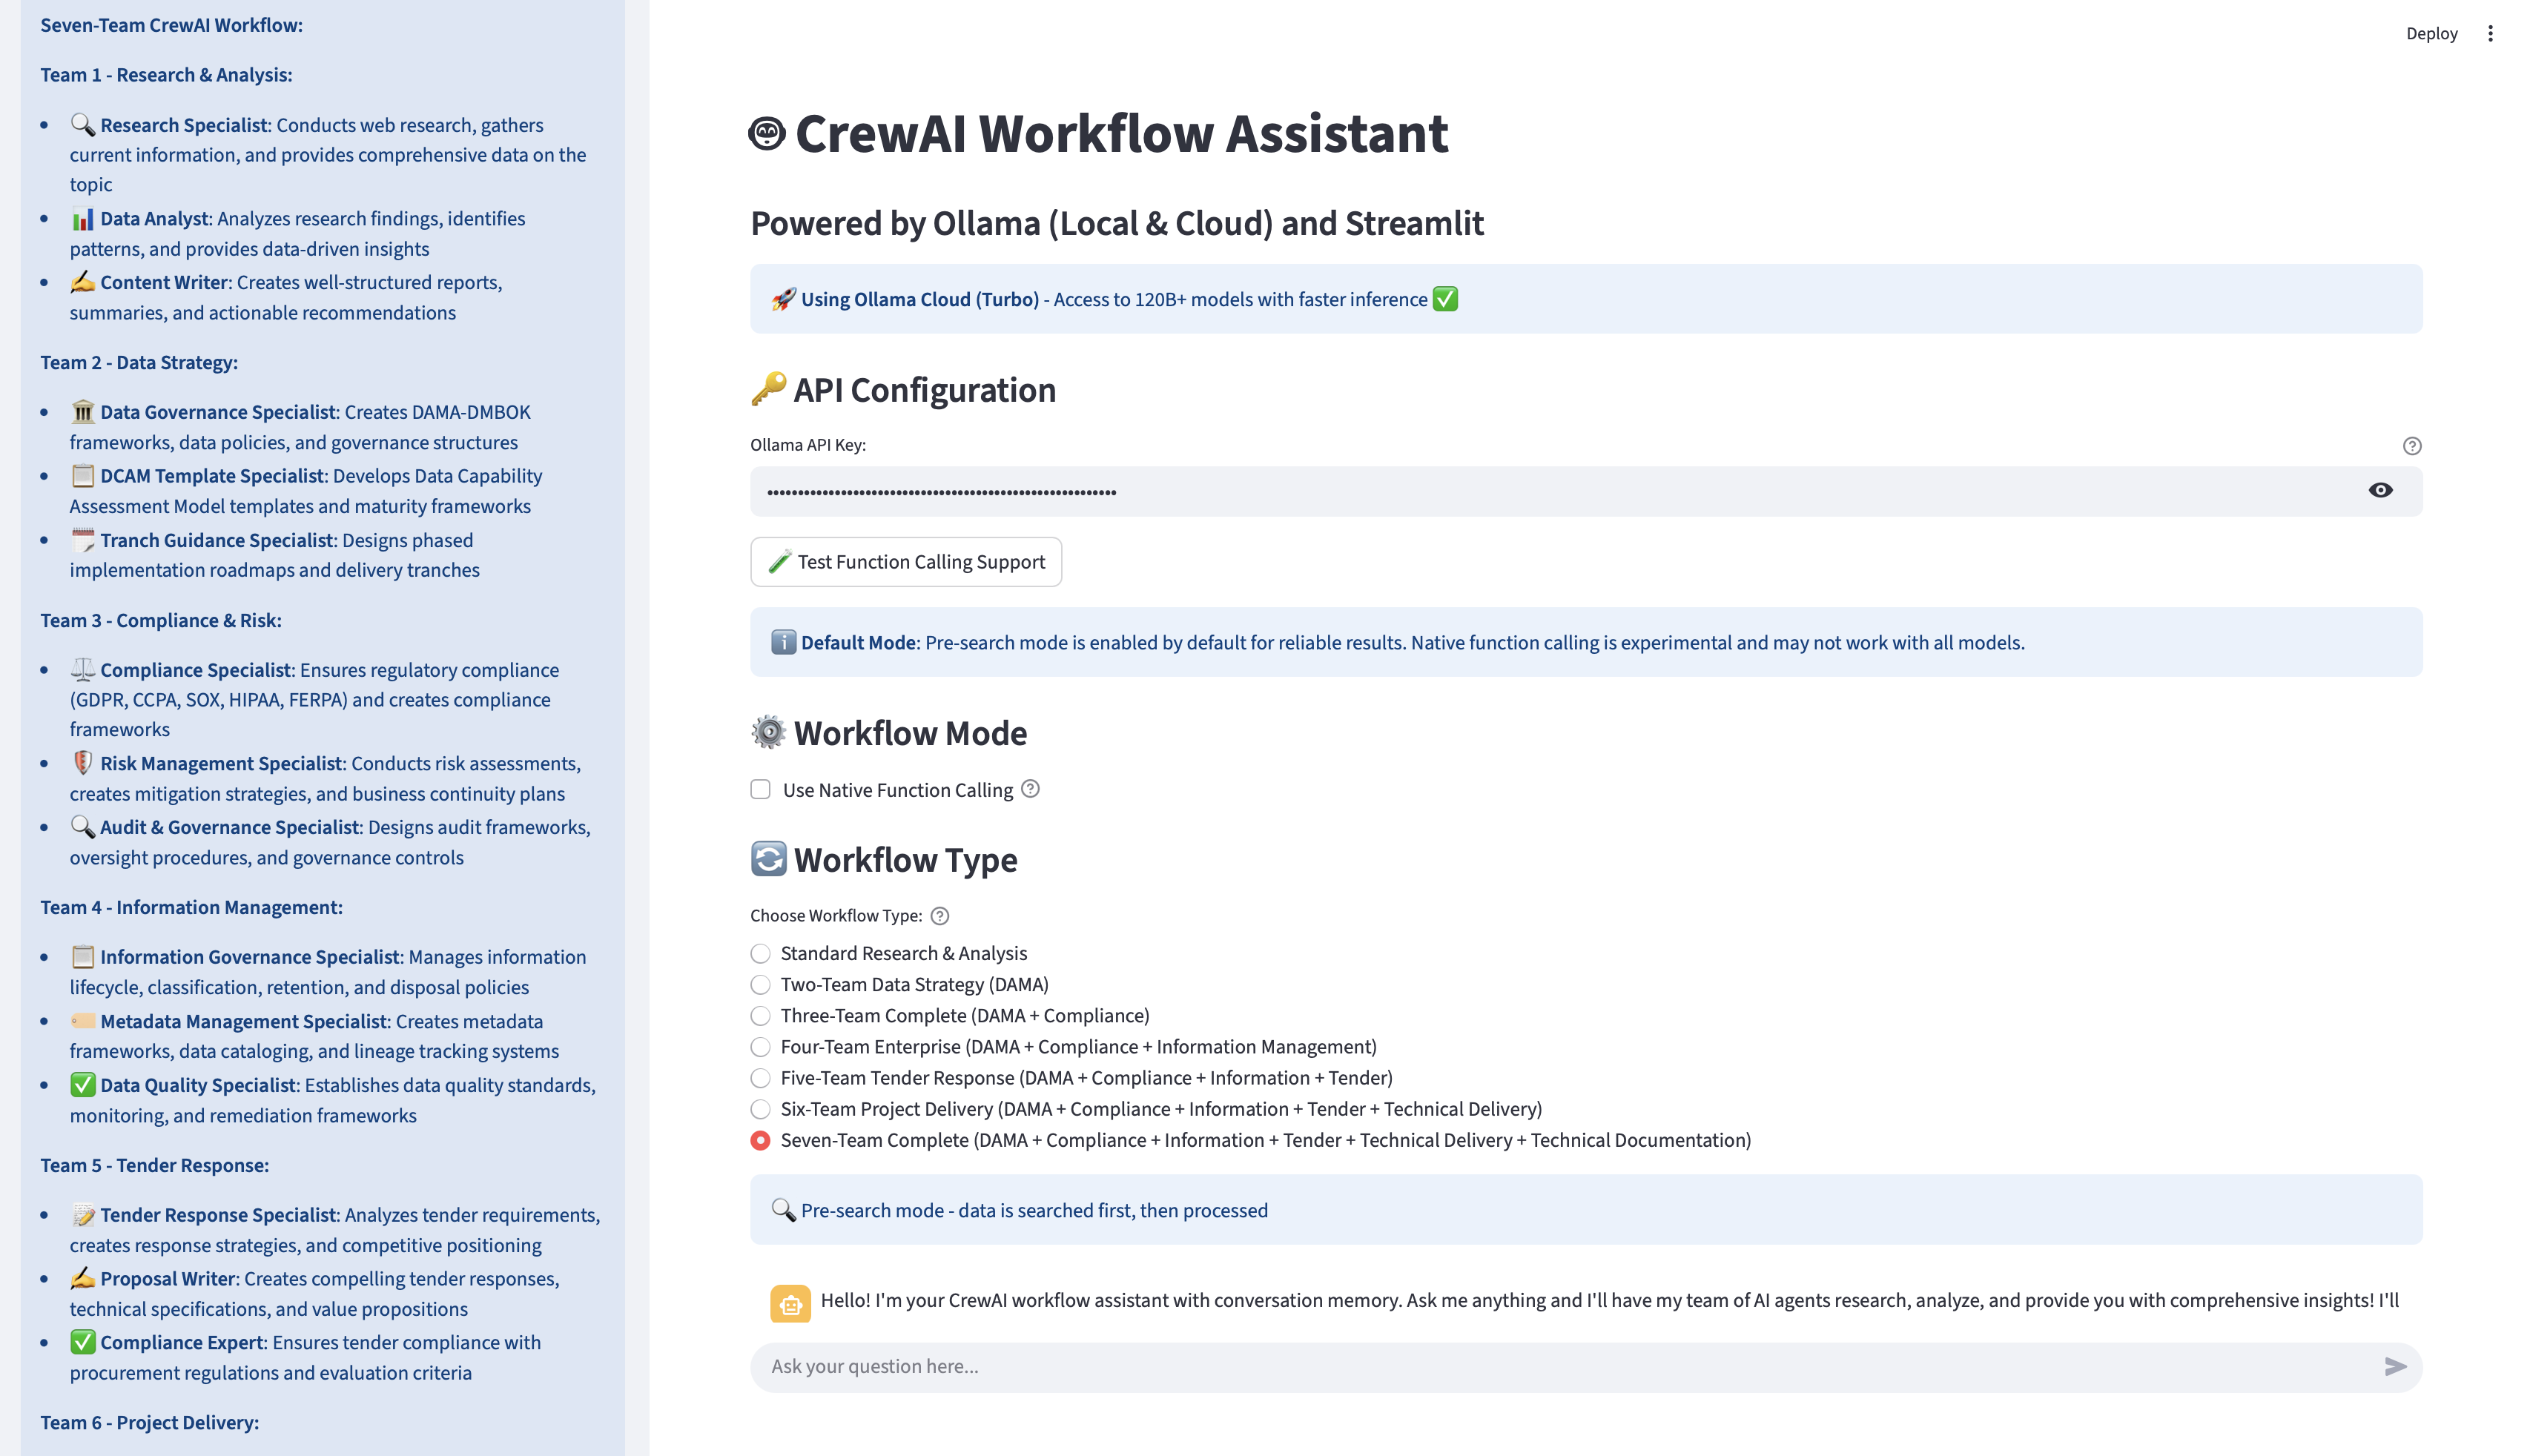 Seven-Team CrewAI Workflow:
Team 1 - Research & Analysis:
Research Specialist: Conducts web research, gathers
current information, and provides comprehensive data on the
topic
Data Analyst: Analyzes research findings, identifies
patterns, and provides data-driven insights
Content Writer: Creates well-structured reports,
summaries, and actionable recommendations
Team 2 - Data Strategy:
Data Governance Specialist: Creates DAMA-DMBOK
frameworks, data policies, and governance structures
DCAM Template Specialist: Develops Data Capability
Assessment Model templates and maturity frameworks
Tranch Guidance Specialist: Designs phased
implementation roadmaps and delivery tranches
Team 3 - Compliance & Risk:
Compliance Specialist: Ensures regulatory compliance
(GDPR, CCPA, SOX, HIPAA, FERPA) and creates compliance
frameworks
Risk Management Specialist: Conducts risk assessments,
creates mitigation strategies, and business continuity plans
Audit & Governance Specialist: Designs audit frameworks,
oversight procedures, and governance controls
Team 4 - Information Management:
Information Governance Specialist: Manages information
lifecycle, classification, retention, and disposal policies
Metadata Management Specialist: Creates metadata
frameworks, data cataloging, and lineage tracking systems
Data Quality Specialist: Establishes data quality standards,
monitoring, and remediation frameworks
Team 5 - Tender Response:
Tender Response Specialist: Analyzes tender requirements,
creates response strategies, and competitive positioning
Proposal Writer: Creates compelling tender responses,
technical specifications, and value propositions
Compliance Expert: Ensures tender compliance with
procurement regulations and evaluation criteria
Team 6 - Project Delivery:
Deploy
CrewAI Workflow Assistant
Powered by Ollama (Local & Cloud) and Streamlit
Using Ollama Cloud (Turbo) - Access to 120B+ models with faster inference
API Configuration
Ollama API Key:
Test Function Calling Support
Default Mode: Pre-search mode is enabled by default for reliable results. Native function calling is experimental and may not work with all models.
Workflow Mode
Use Native Function Calling
Workflow Type
Choose Workflow Type:
Standard Research & Analysis
Two-Team Data Strategy (DAMA)
Three-Team Complete (DAMA + Compliance)
Four-Team Enterprise (DAMA + Compliance + Information Management)
Five-Team Tender Response (DAMA + Compliance + Information + Tender)
Six-Team Project Delivery (DAMA + Compliance + Information + Tender + Technical Delivery)
Seven-Team Complete (DAMA + Compliance + Information + Tender + Technical Delivery + Technical Documentation)
Pre-search mode - data is searched first, then processed
Hello! I'm your CrewAI workflow assistant with conversation memory. Ask me anything and I'll have my team of AI agents research, analyze, and provide you with comprehensive insights! I'll
Ask your question here...